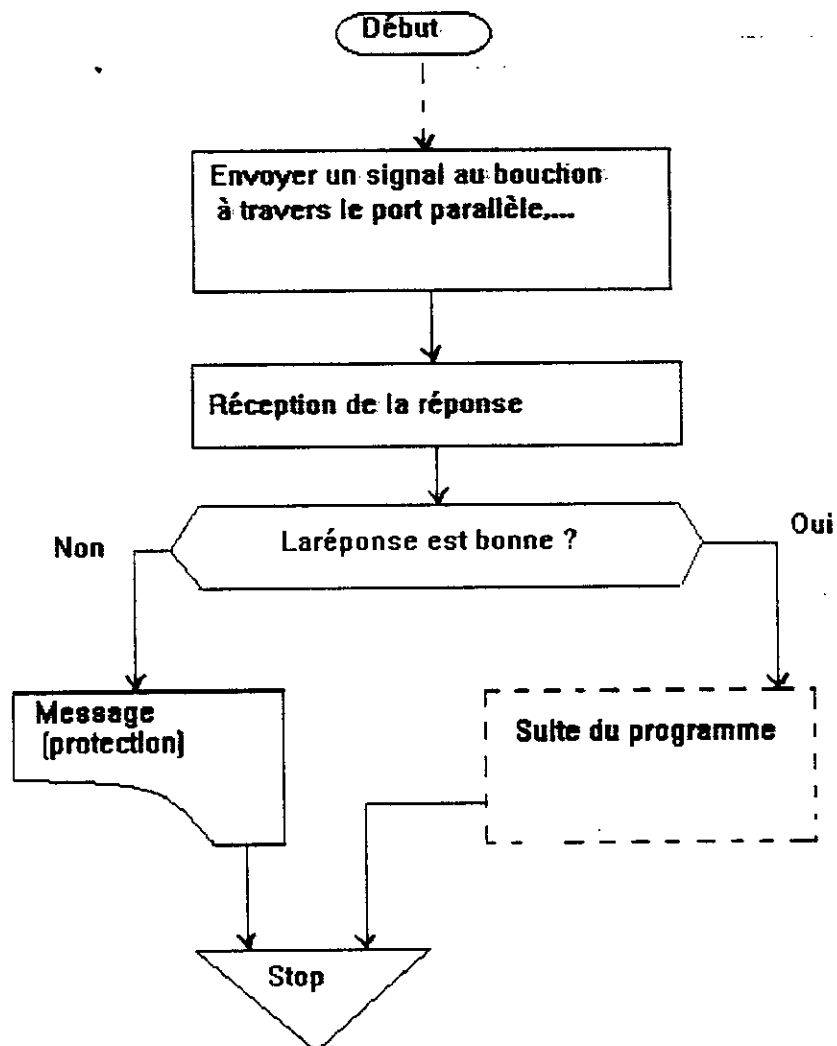 Début
Envoyer un signal au bouchon
à travers le port parallèle,...
Réception de la réponse
Laréponse est bonne ?
Non
Oui
Message
(protection)
Suite du programme
Stop